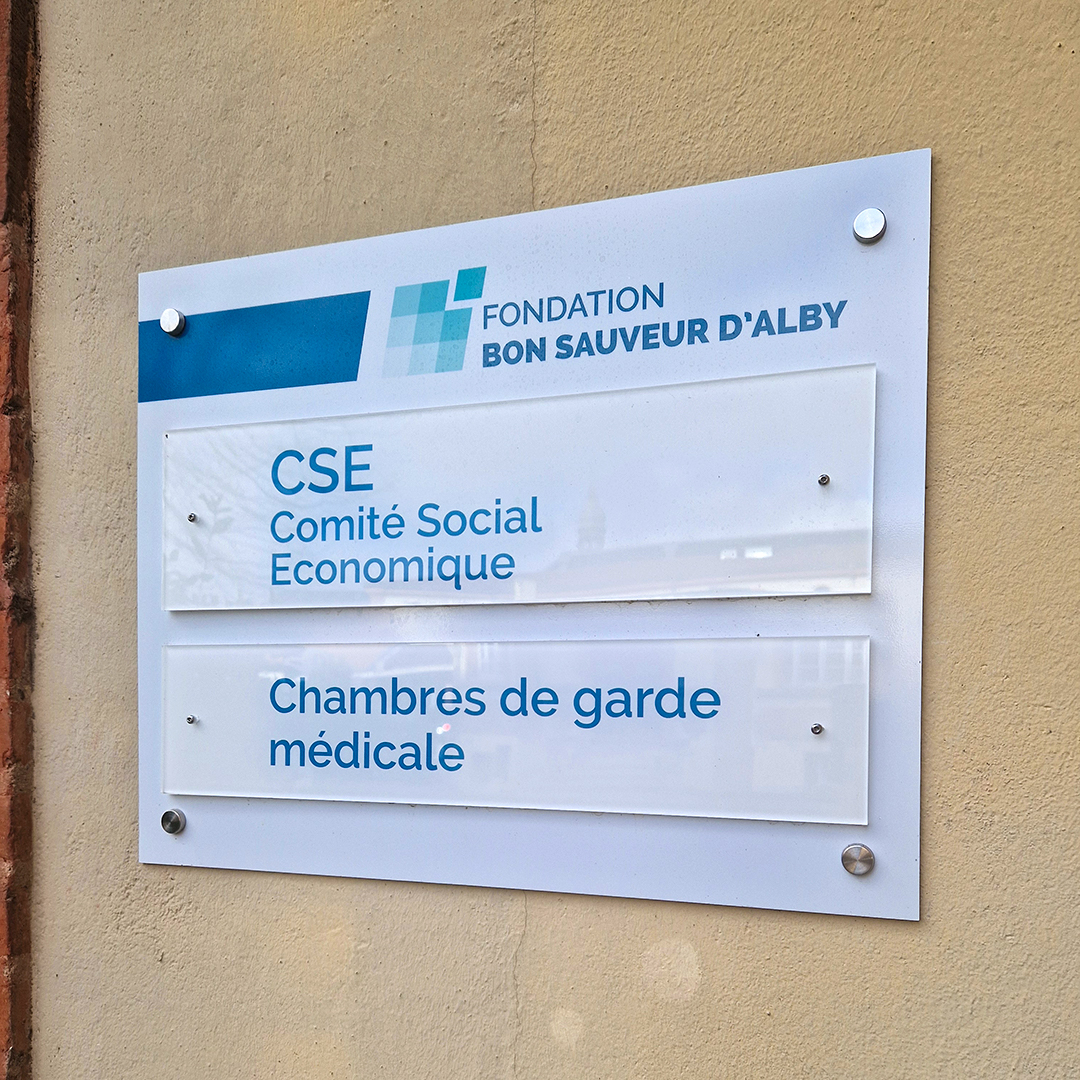 FONDATION
BON SAUVEUR D'ALBY
CSE
Comité Social
Economique
Chambres de garde
médicale